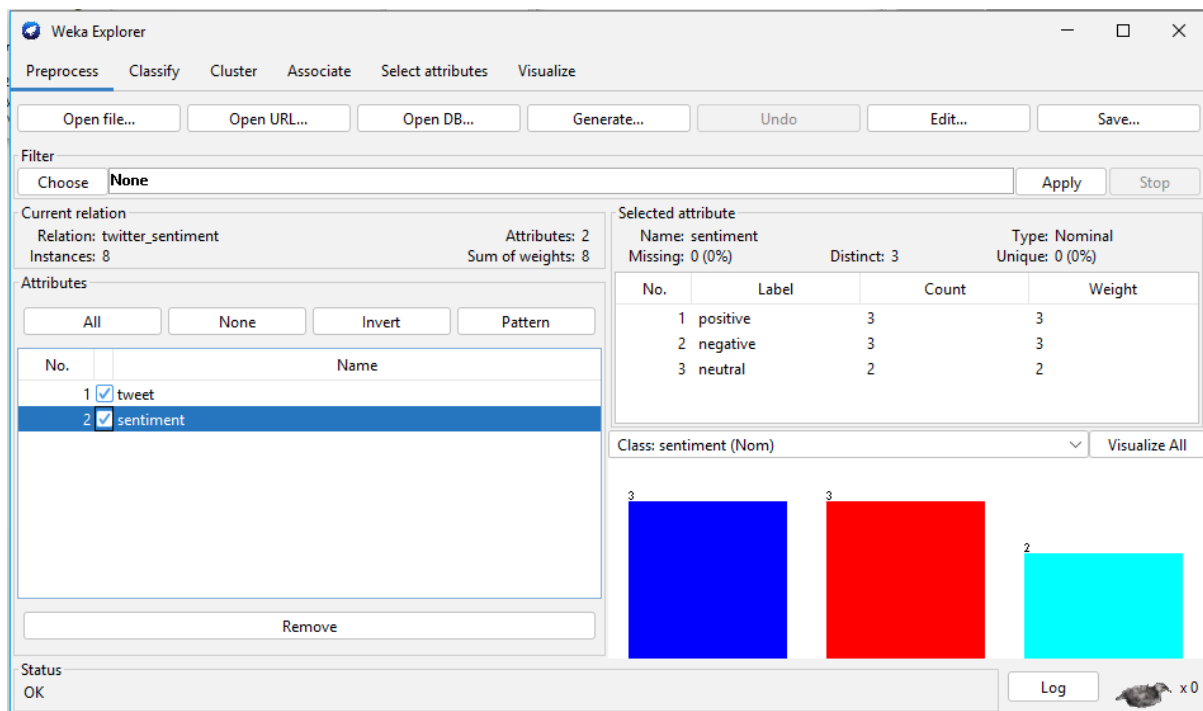 Weka Explorer
Preprocess Classify Cluster Associate Select attributes Visualize
Open file... Open URL... Open DB... Generate... Undo Edit... Save...
Filter
Choose None Apply Stop
Current relation
Relation: twitter_sentiment Attributes: 2
Instances: 8 Sum of weights: 8
Selected attribute
Name: sentiment Type: Nominal
Missing: 0 (0%) Distinct: 3 Unique: 0 (0%)
Attributes
All None Invert Pattern
No. Name
1 tweet
2 sentiment
Remove
No. Label Count Weight
1 positive 3 3
2 negative 3 3
3 neutral 2 2
Class: sentiment (Nom) Visualize All
3 3 2
Status
OK
Log x 0